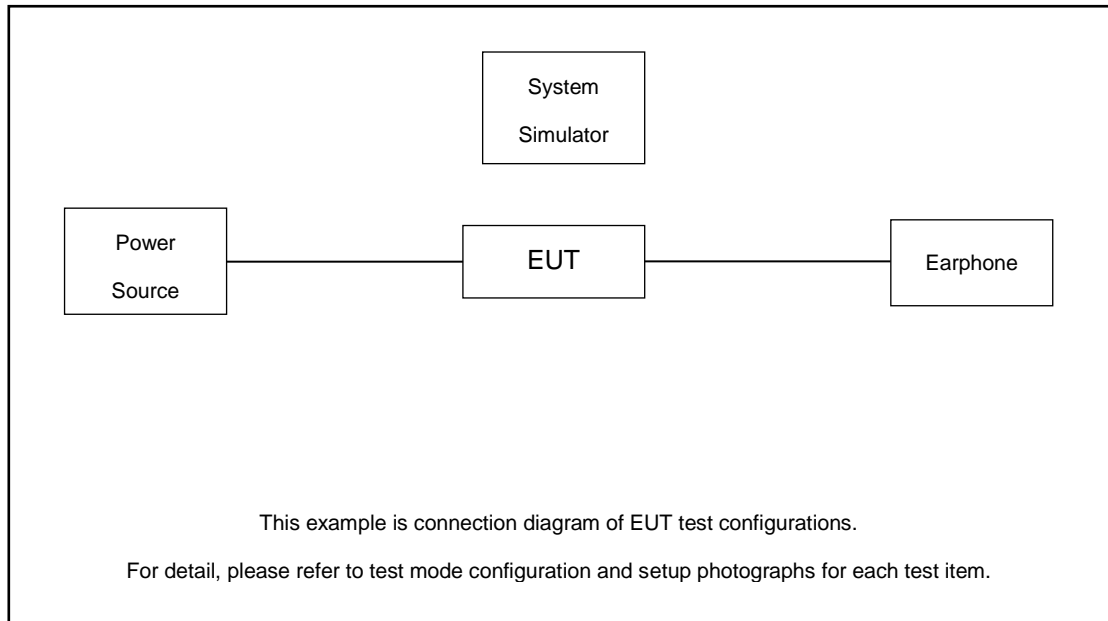 System
Simulator
Power
Source
EUT
Earphone
This example is connection diagram of EUT test configurations.
For detail, please refer to test mode configuration and setup photographs for each test item.